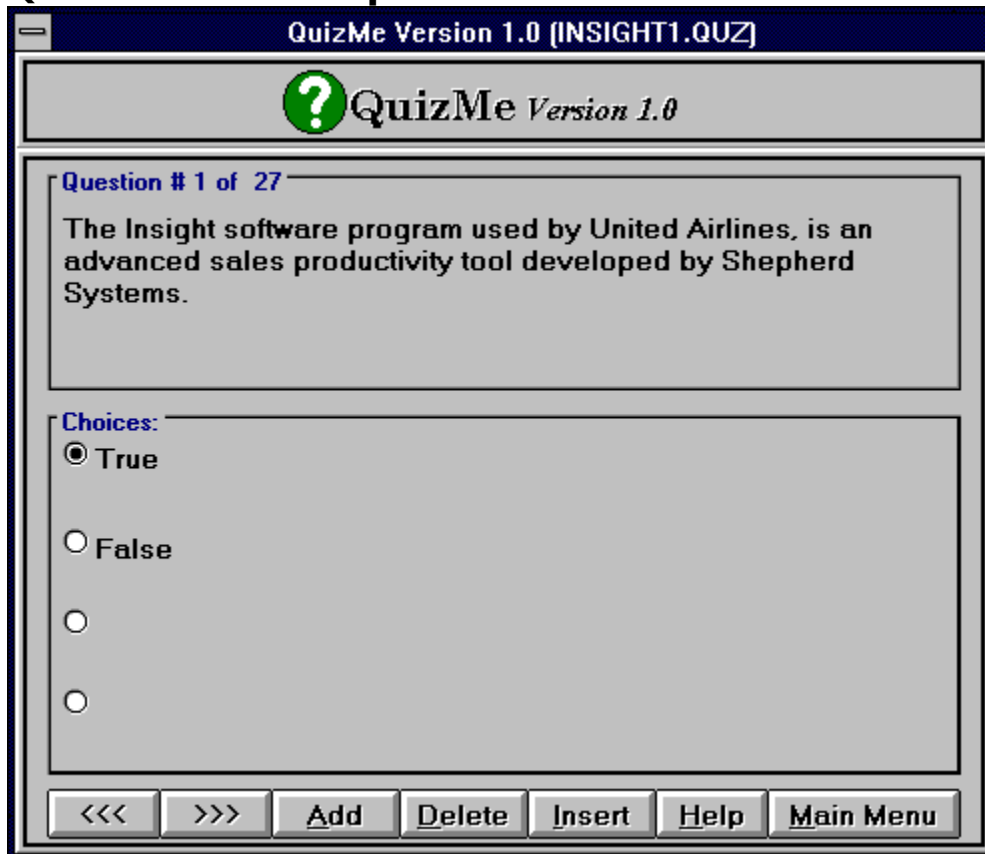 QuizMe Version 1.0 (INSIGHT1.QUZ)
?QuizMe Version 1.0
Question # 1 of 27
The Insight software program used by United Airlines, is an
advanced sales productivity tool developed by Shepherd
Systems.
Choices:
True
False
<<< >>> Add Delete Insert Help Main Menu